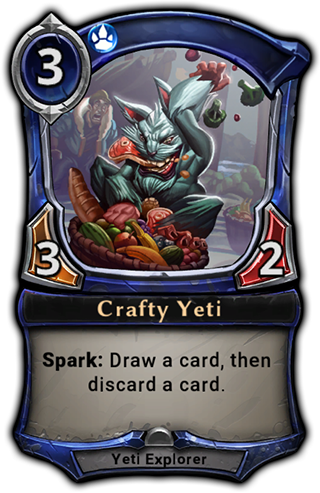 3
3
2
Crafty Yeti
Spark: Draw a card, then
discard a card.
Yeti Explorer